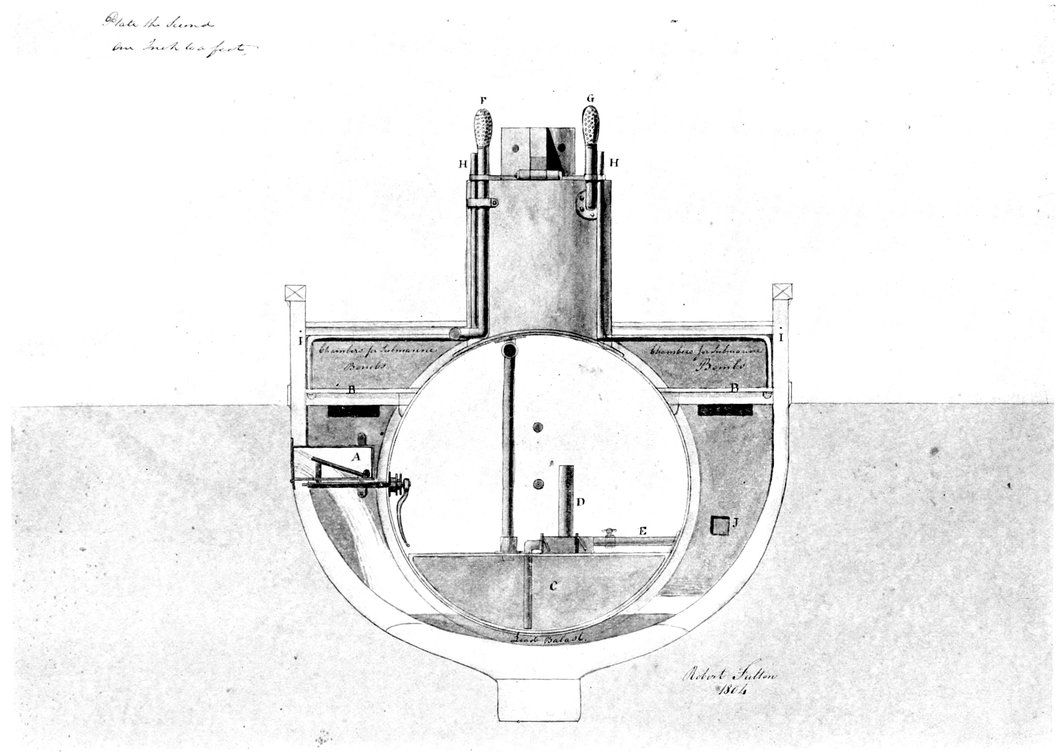 Plate the Second
an Inch to a foot
F
G
H
H
I
I
Chambers for Submarine
Bombs
Chambers for Submarine
Bombs
B
B
A
D
J
E
C
Lead Balast.
Robert Fulton
1804